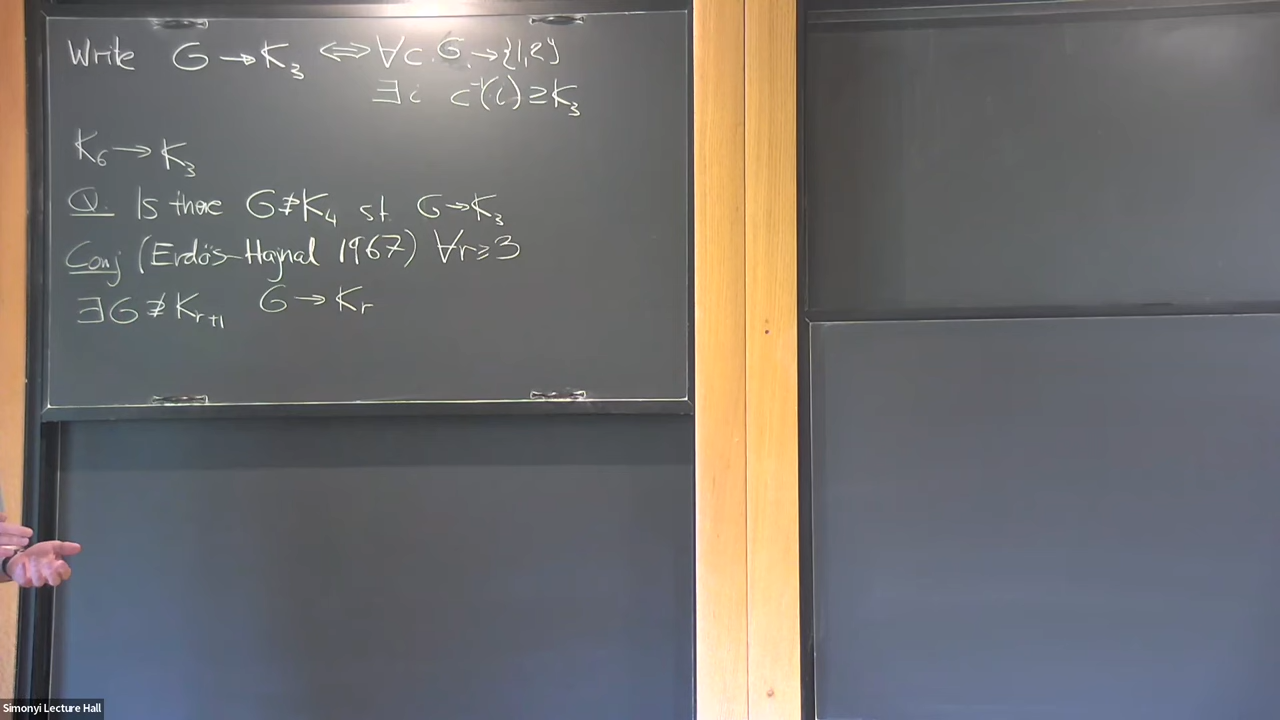 Write G → K₃ ⟺ ∀c: G → {1,2}
∃i c⁻¹(i) ⊇ K₃
K₆ → K₃
Q. Is there G ⊉ K₄ st. G → K₃
Conj (Erdös-Hajnal 1967) ∀r ≥ 3
∃G ⊉ Kᵣ₊₁ G → Kᵣ
Simonyi Lecture Hall